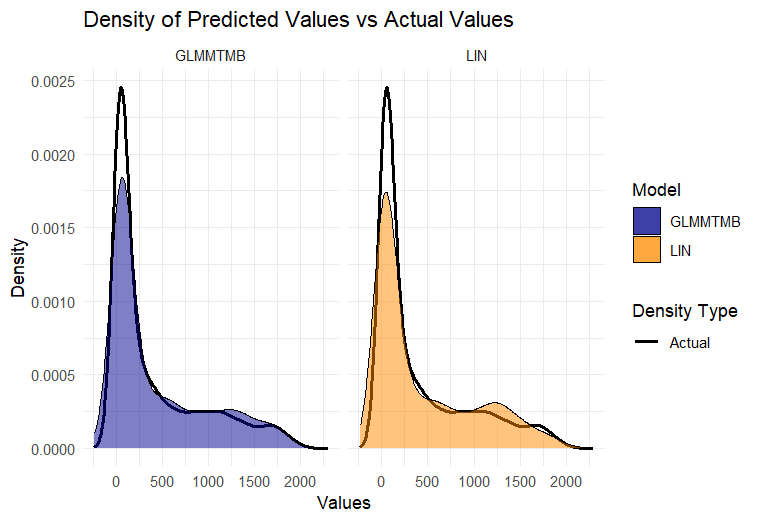 Density of Predicted Values vs Actual Values
GLMMTMB
LIN
0.0025
0.0020
0.0015
0.0010
0.0005
0.0000
Density
0 500 1000 1500 2000
0 500 1000 1500 2000
Values
Model
GLMMTMB
LIN
Density Type
Actual